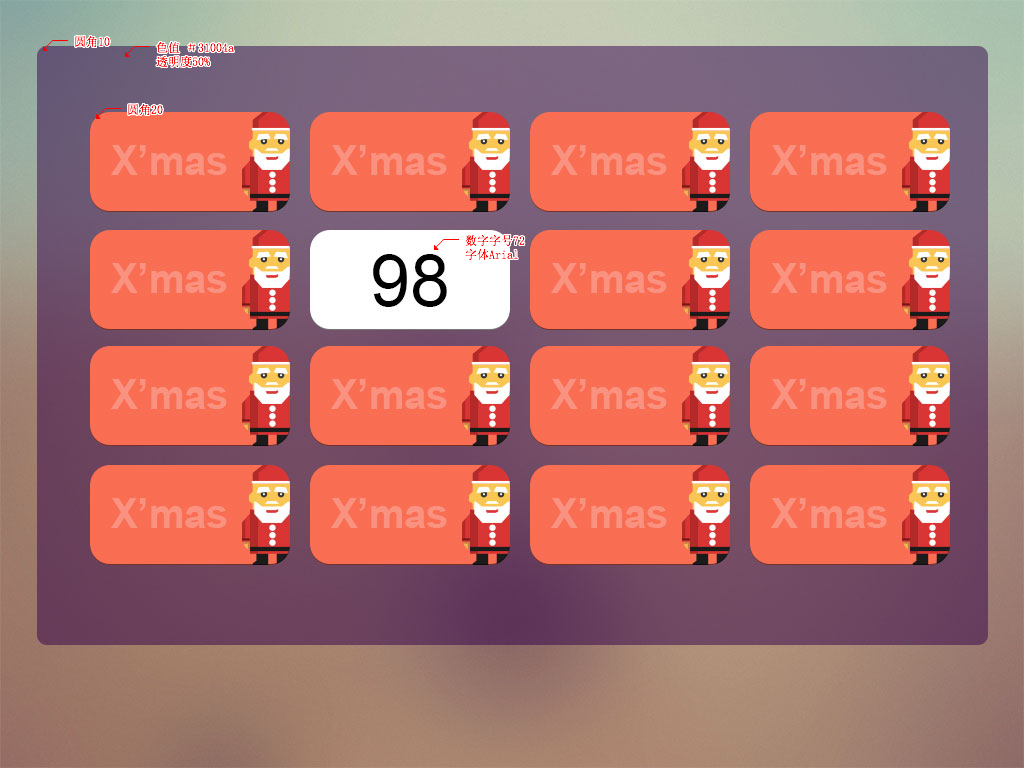 圆角10
色值 #31004a
透明度50%
圆角20
X’mas X’mas X’mas X’mas
数字字号72
字体Arial
X’mas 98 X’mas X’mas
X’mas X’mas X’mas X’mas
X’mas X’mas X’mas X’mas